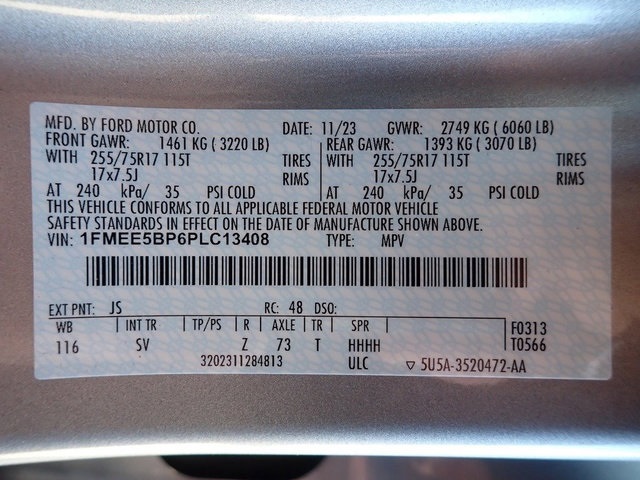 MFD. BY FORD MOTOR CO. DATE: 11/23 GVWR: 2749 KG ( 6060 LB)
FRONT GAWR: 1461 KG ( 3220 LB) REAR GAWR: 1393 KG ( 3070 LB)
WITH 255/75R17 115T TIRES WITH 255/75R17 115T TIRES
17x7.5J RIMS 17x7.5J RIMS
AT 240 kPa/ 35 PSI COLD AT 240 kPa/ 35 PSI COLD
THIS VEHICLE CONFORMS TO ALL APPLICABLE FEDERAL MOTOR VEHICLE
SAFETY STANDARDS IN EFFECT ON THE DATE OF MANUFACTURE SHOWN ABOVE.
VIN: 1FMEE5BP6PLC13408 TYPE: MPV
EXT PNT: JS RC: 48 DSO:
WB INT TR TP/PS R AXLE TR SPR F0313
116 SV Z 73 T HHHH T0566
3202311284813 ULC ▽ 5U5A-3520472-AA